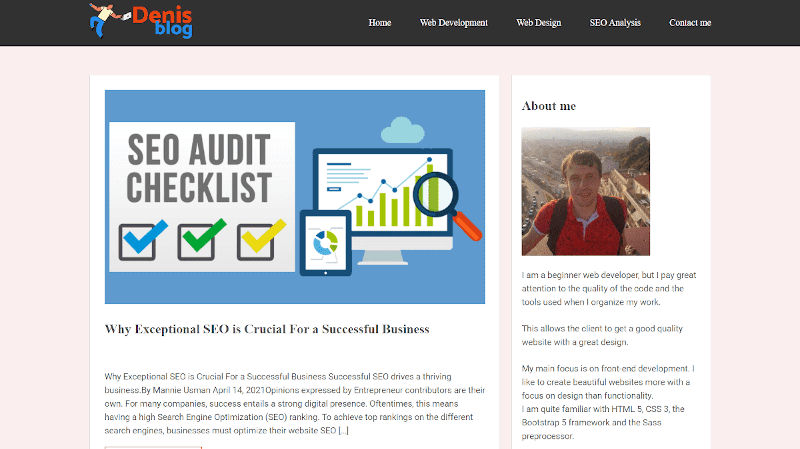 Denis
blog
Home
Web Development
Web Design
SEO Analysis
Contact me
SEO AUDIT
CHECKLIST
Why Exceptional SEO is Crucial For a Successful Business
Why Exceptional SEO is Crucial For a Successful Business Successful SEO drives a thriving
business.By Mannie Usman April 14, 2021Opinions expressed by Entrepreneur contributors are their
own. For many companies, success entails a strong digital presence. Oftentimes, this means
having a high Search Engine Optimization (SEO) ranking. To achieve top rankings on the different
search engines, businesses must optimize their website SEO [...]
About me
I am a beginner web developer, but I pay great
attention to the quality of the code and the
tools used when I organize my work.
This allows the client to get a good quality
website with a great design.
My main focus is on front-end development. I
like to create beautiful websites more with a
focus on design than functionality.
I am quite familiar with HTML 5, CSS 3, the
Bootstrap 5 framework and the Sass
preprocessor.